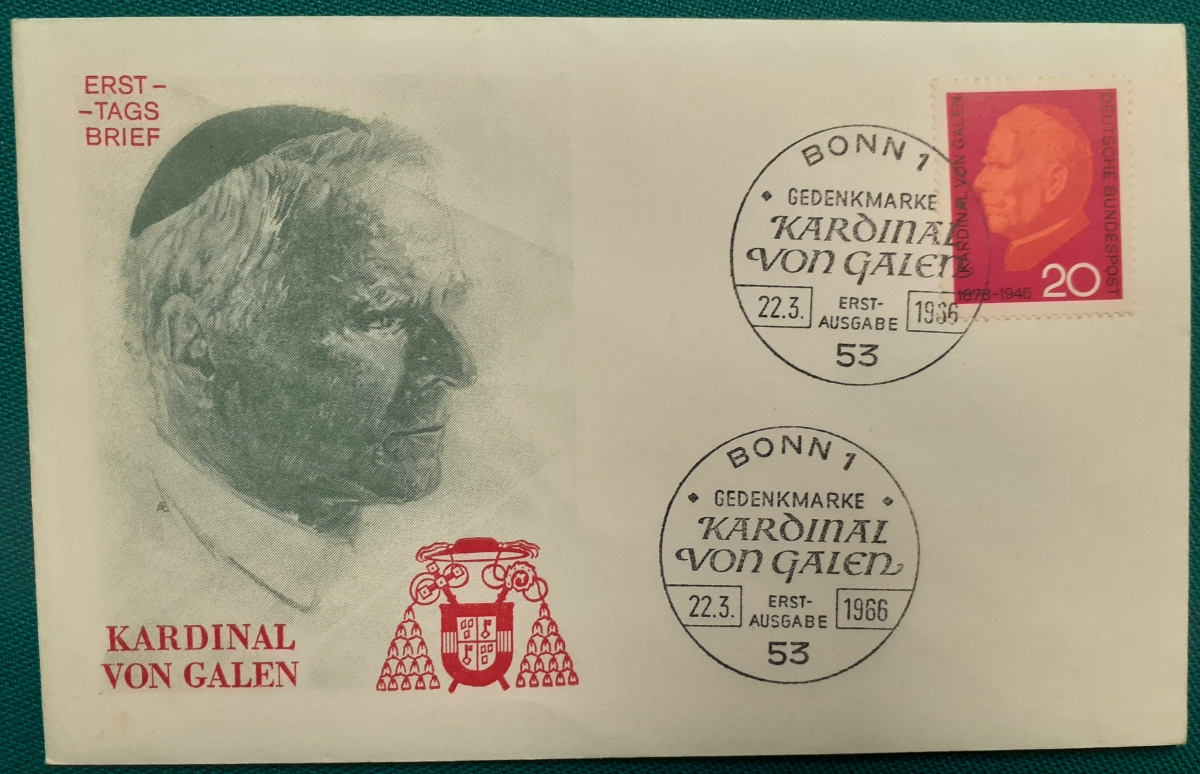 ERST-
-TAGS
BRIEF
KARDINAL
VON GALEN
KARDINAL VON GALEN
DEUTSCHE BUNDESPOST
1878-1946
20
BONN 1
GEDENKMARKE
KARDINAL
VON GALEN
22.3. ERST- 1966
AUSGABE
53
BONN 1
GEDENKMARKE
KARDINAL
VON GALEN
22.3. ERST- 1966
AUSGABE
53